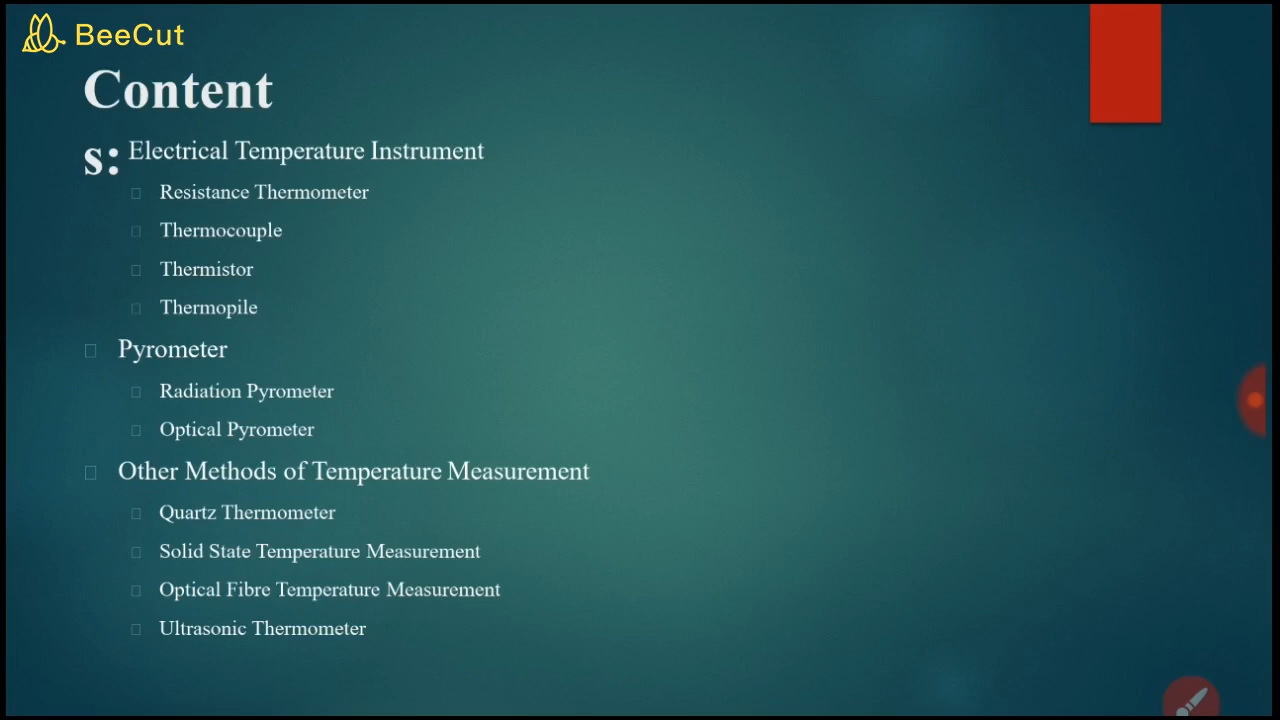 BeeCut
Content
s:
Electrical Temperature Instrument
Resistance Thermometer
Thermocouple
Thermistor
Thermopile
Pyrometer
Radiation Pyrometer
Optical Pyrometer
Other Methods of Temperature Measurement
Quartz Thermometer
Solid State Temperature Measurement
Optical Fibre Temperature Measurement
Ultrasonic Thermometer